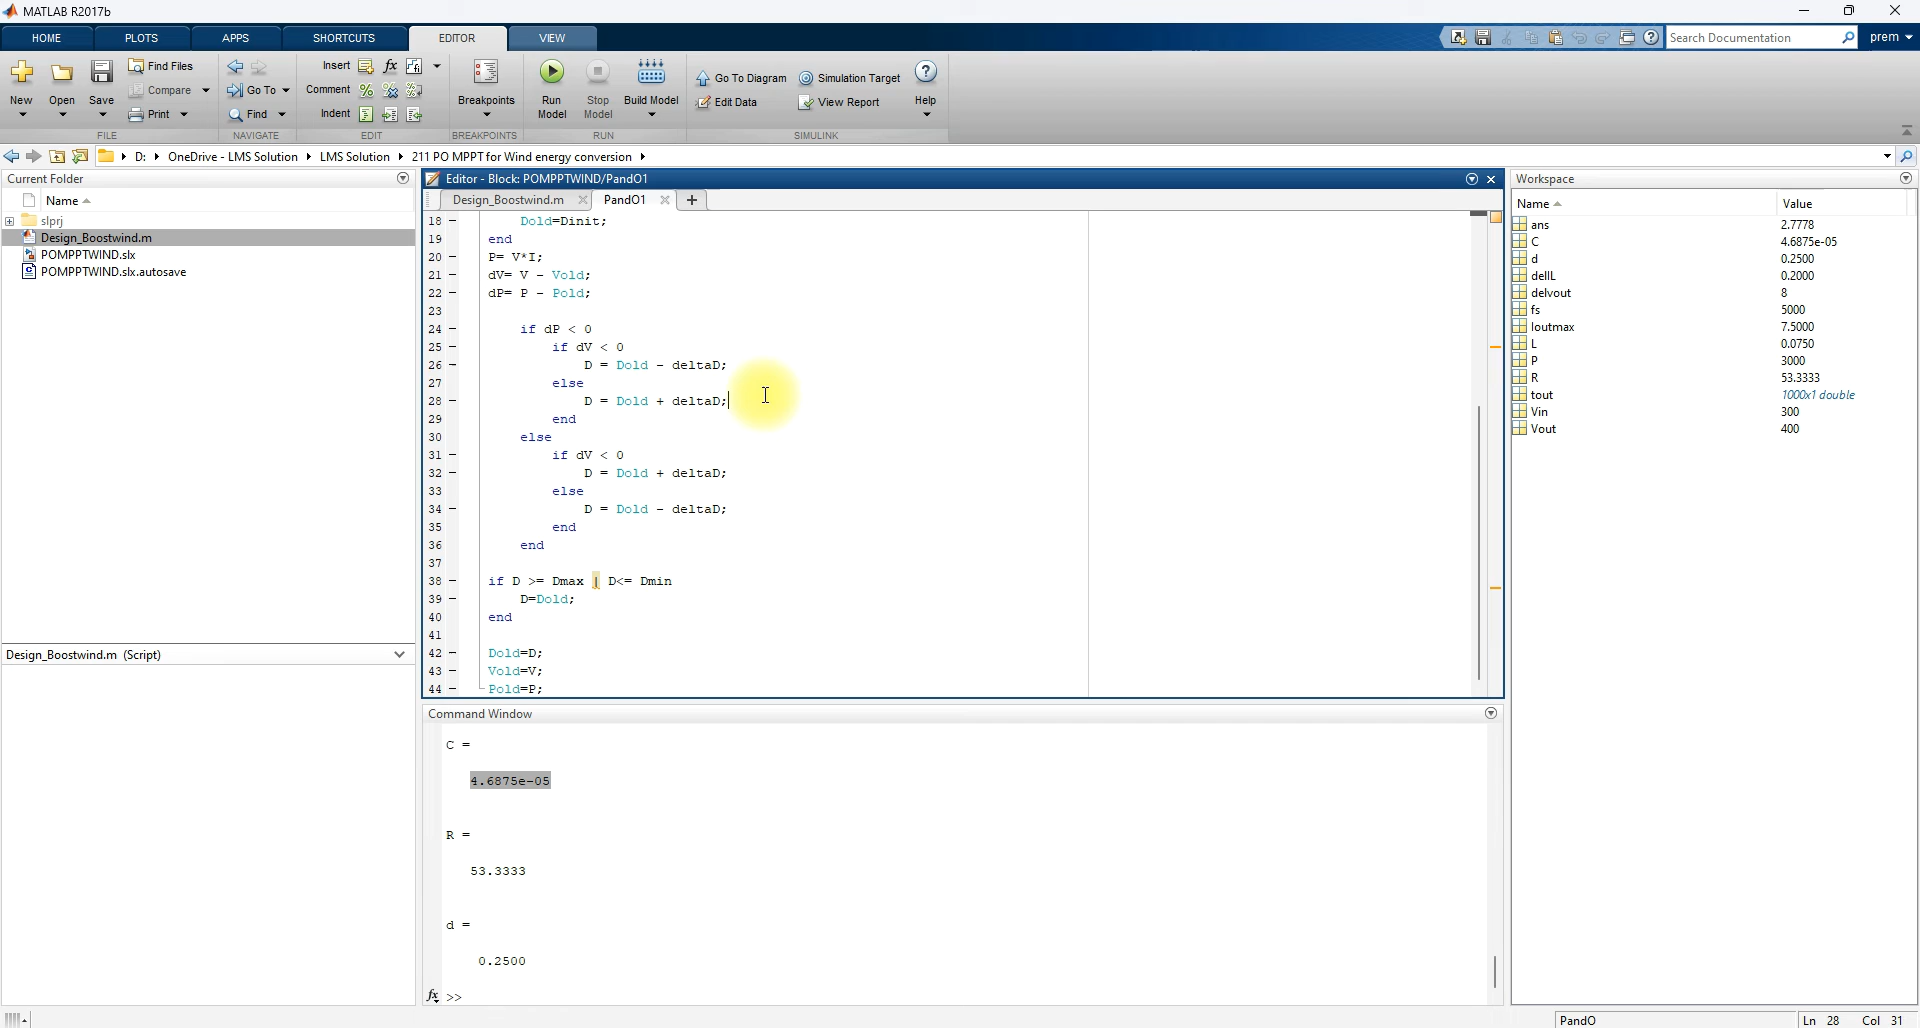 MATLAB R2017b
HOME PLOTS APPS SHORTCUTS EDITOR VIEW
Search Documentation prem
New Open Save Find Files Compare Print
Go To Find
Insert fx
Comment
Indent
Breakpoints
Run Model
Stop Model
Build Model
Go To Diagram Simulation Target
Edit Data View Report
Help
FILE NAVIGATE EDIT BREAKPOINTS RUN SIMULINK
D: OneDrive - LMS Solution LMS Solution 211 PO MPPT for Wind energy conversion
Current Folder
Name
slprj
Design_Boostwind.m
POMPPTWIND.slx
POMPPTWIND.slx.autosave
Design_Boostwind.m (Script)
Editor - Block: POMPPTWIND/PandO1
Design_Boostwind.m PandO1
18 – Dold=Dinit;
19 end
20 – P= V*I;
21 – dV= V - Vold;
22 – dP= P - Pold;
23
24 – if dP < 0
25 – if dV < 0
26 – D = Dold - deltaD;
27 else
28 – D = Dold + deltaD;
29 end
30 else
31 – if dV < 0
32 – D = Dold + deltaD;
33 else
34 – D = Dold - deltaD;
35 end
36 end
37
38 – if D >= Dmax | D<= Dmin
39 – D=Dold;
40 end
41
42 – Dold=D;
43 – Vold=V;
44 – Pold=P;
Command Window
C =
4.6875e-05
R =
53.3333
d =
0.2500
fx >>
Workspace
Name Value
ans 2.7778
C 4.6875e-05
d 0.2500
dellL 0.2000
delvout 8
fs 5000
Ioutmax 7.5000
L 0.0750
P 3000
R 53.3333
tout 1000x1 double
Vin 300
Vout 400
PandO Ln 28 Col 31